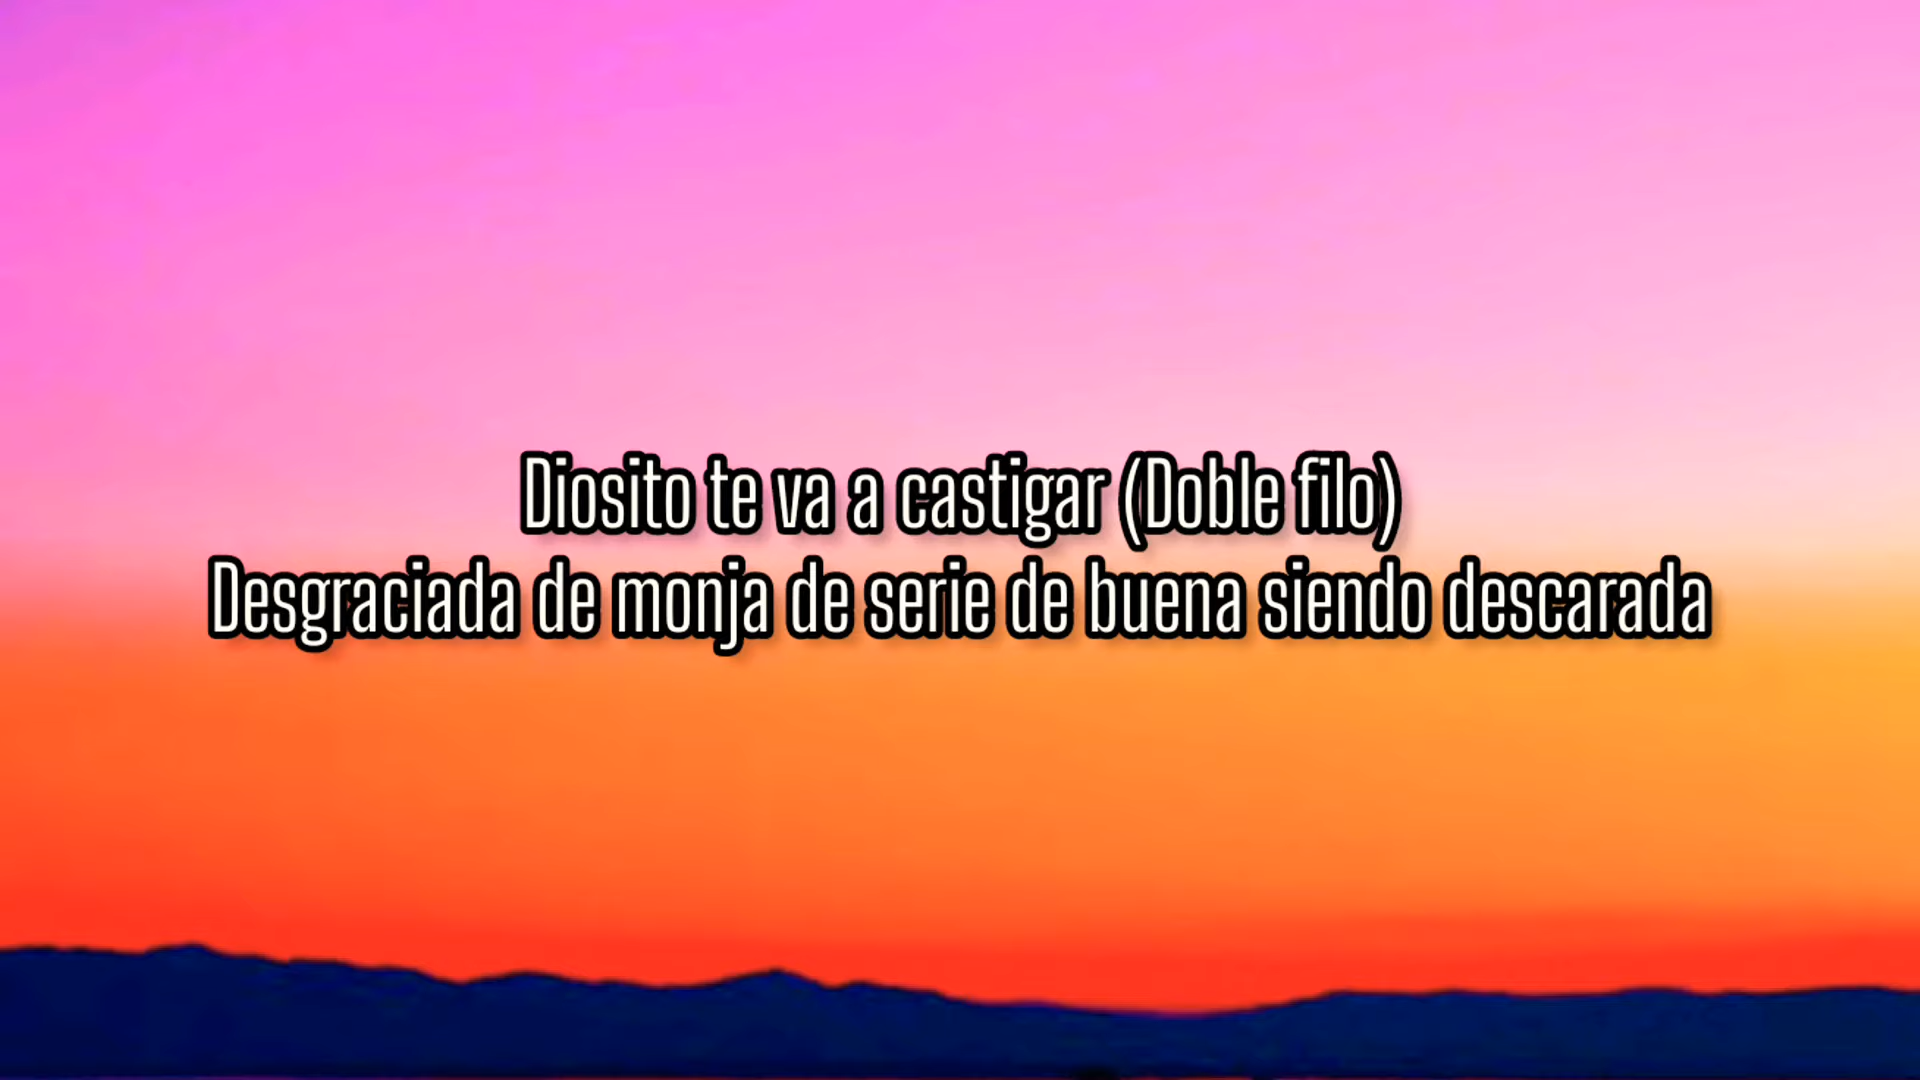 Diosito te va a castigar (Doble filo)
Desgraciada de monja de serie de buena siendo descarada